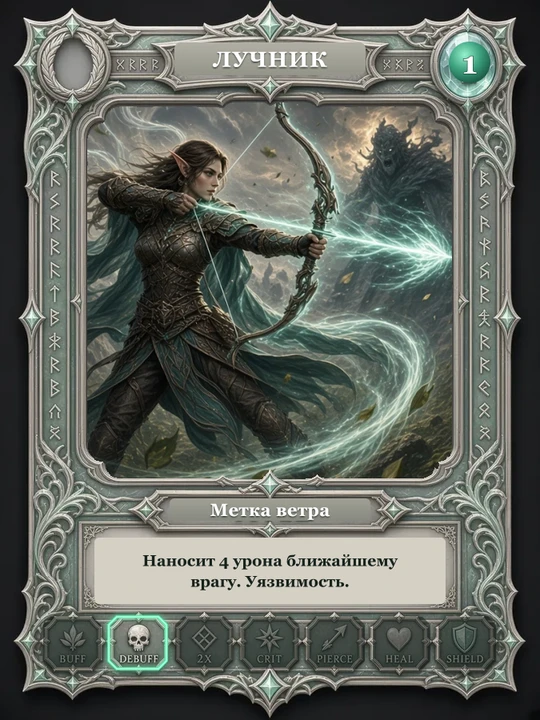 ЛУЧНИК
1
Метка ветра
Наносит 4 урона ближайшему
врагу. Уязвимость.
BUFF
DEBUFF
2X
CRIT
PIERCE
HEAL
SHIELD